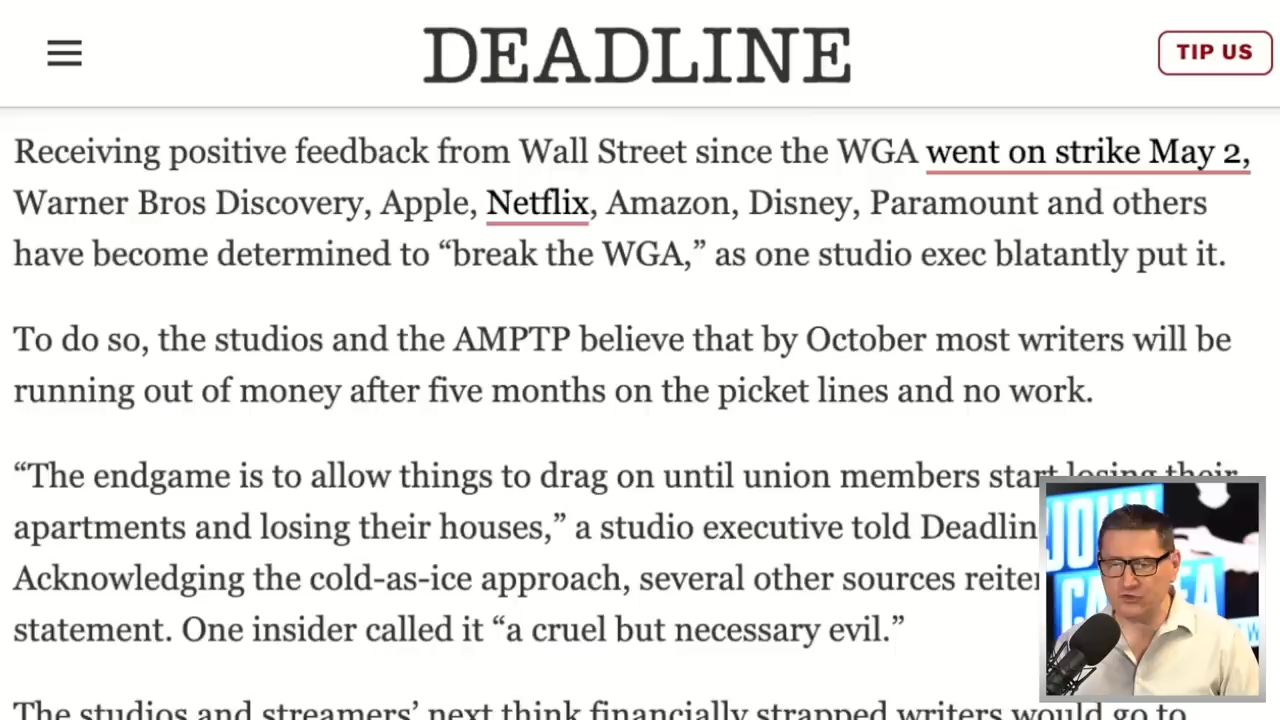 DEADLINE
TIP US
Receiving positive feedback from Wall Street since the WGA went on strike May 2,
Warner Bros Discovery, Apple, Netflix, Amazon, Disney, Paramount and others
have become determined to “break the WGA,” as one studio exec blatantly put it.
To do so, the studios and the AMPTP believe that by October most writers will be
running out of money after five months on the picket lines and no work.
“The endgame is to allow things to drag on until union members start losing their
apartments and losing their houses,” a studio executive told
Acknowledging the cold-as-ice approach, several other sources
statement. One insider called it “a cruel but necessary evil.”
The studios and streamers’ next think financially strapped writers would go to
JOHN